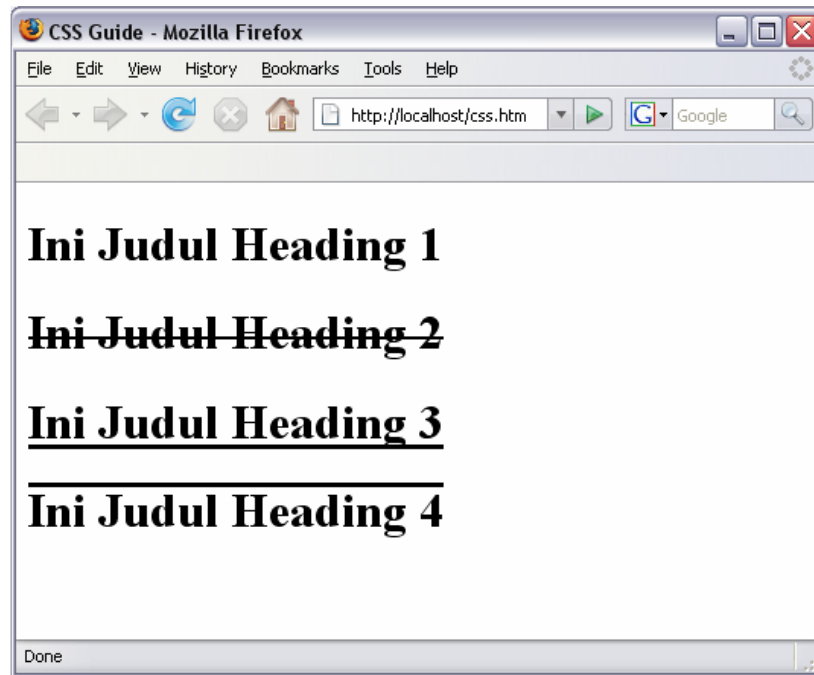 CSS Guide - Mozilla Firefox
File Edit View History Bookmarks Tools Help
http://localhost/css.htm G Google
Ini Judul Heading 1
Ini Judul Heading 2
Ini Judul Heading 3
Ini Judul Heading 4
Done